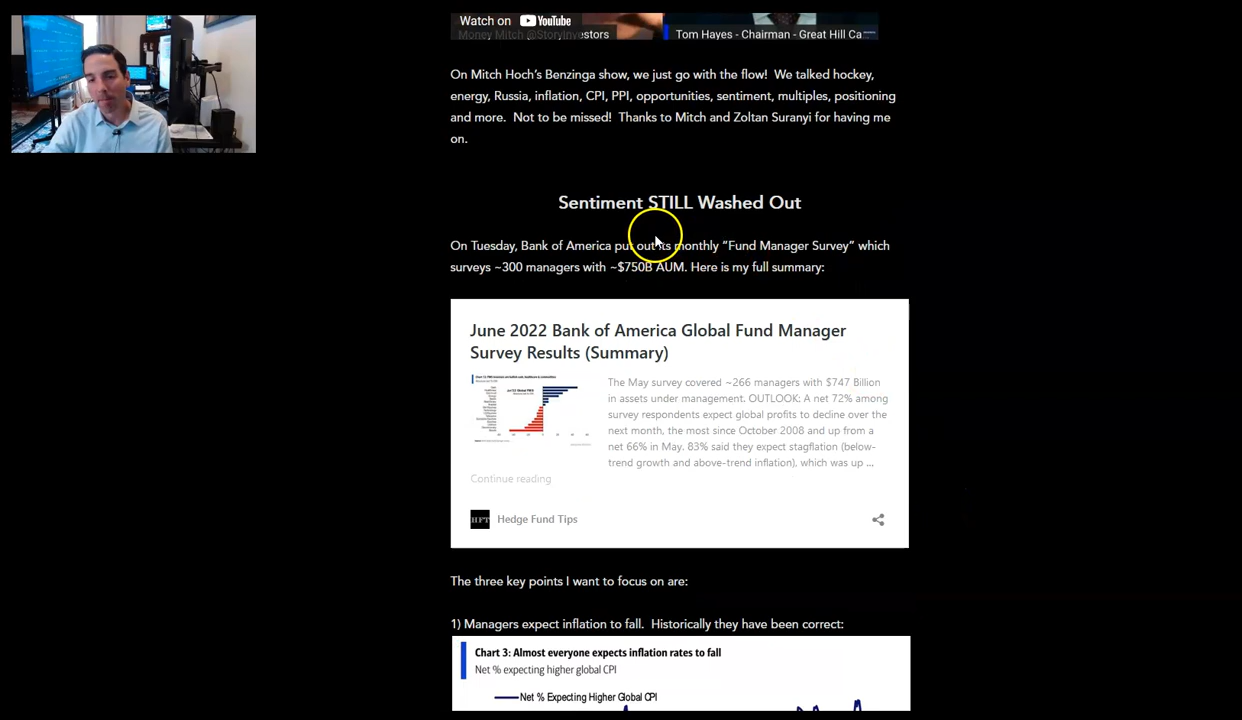 Watch on YouTube
Money Mitch @StoryInvestors
Tom Hayes - Chairman - Great Hill Ca
On Mitch Hoch's Benzinga show, we just go with the flow! We talked hockey,
energy, Russia, inflation, CPI, PPI, opportunities, sentiment, multiples, positioning
and more. Not to be missed! Thanks to Mitch and Zoltan Suranyi for having me
on.
Sentiment STILL Washed Out
On Tuesday, Bank of America put out its monthly "Fund Manager Survey" which
surveys ~300 managers with ~$750B AUM. Here is my full summary:
June 2022 Bank of America Global Fund Manager
Survey Results (Summary)
The May survey covered ~266 managers with $747 Billion
in assets under management. OUTLOOK: A net 72% among
survey respondents expect global profits to decline over the
next month, the most since October 2008 and up from a
net 66% in May. 83% said they expect stagflation (below-
trend growth and above-trend inflation), which was up ...
Continue reading
HFT Hedge Fund Tips
The three key points I want to focus on are:
1) Managers expect inflation to fall. Historically they have been correct:
Chart 3: Almost everyone expects inflation rates to fall
Net % expecting higher global CPI
Net % Expecting Higher Global CPI